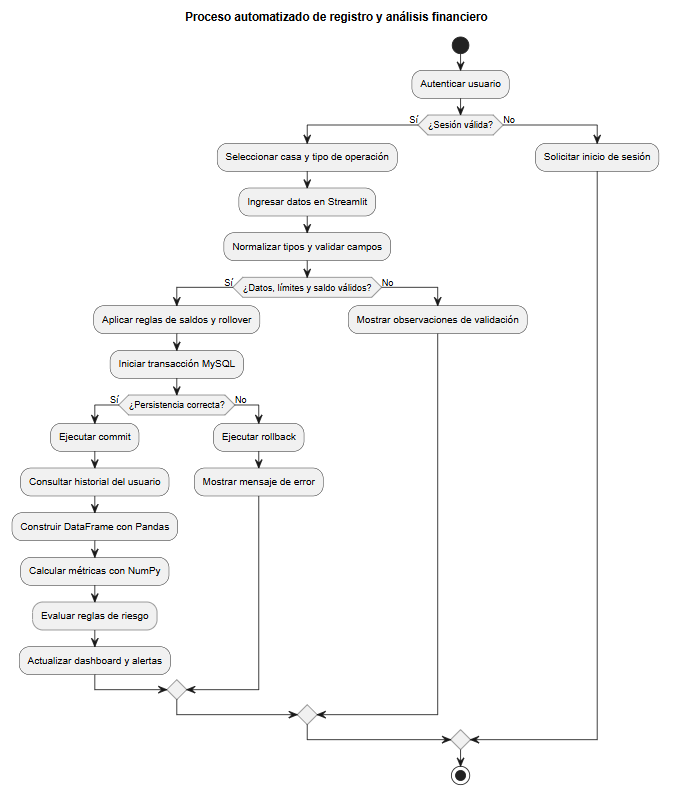 Proceso automatizado de registro y análisis financiero
Autenticar usuario
Sí
¿Sesión válida?
No
Seleccionar casa y tipo de operación
Solicitar inicio de sesión
Ingresar datos en Streamlit
Normalizar tipos y validar campos
Sí
¿Datos, límites y saldo válidos?
No
Aplicar reglas de saldos y rollover
Mostrar observaciones de validación
Iniciar transacción MySQL
Sí
¿Persistencia correcta?
No
Ejecutar commit
Ejecutar rollback
Consultar historial del usuario
Mostrar mensaje de error
Construir DataFrame con Pandas
Calcular métricas con NumPy
Evaluar reglas de riesgo
Actualizar dashboard y alertas